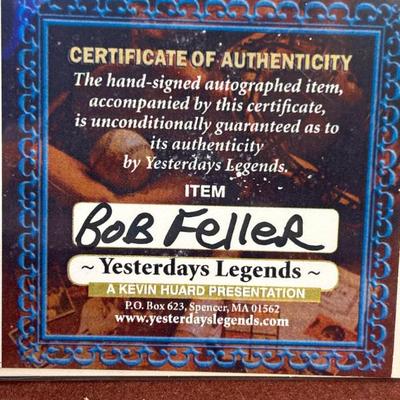 CERTIFICATE OF AUTHENTICITY
The hand-signed autographed item,
accompanied by this certificate,
is unconditionally guaranteed as to
its authenticity
by Yesterdays Legends.
ITEM
BOB FelleR
~ Yesterdays Legends ~
A KEVIN HUARD PRESENTATION
P.O. Box 623, Spencer, MA 01562
www.yesterdayslegends.com